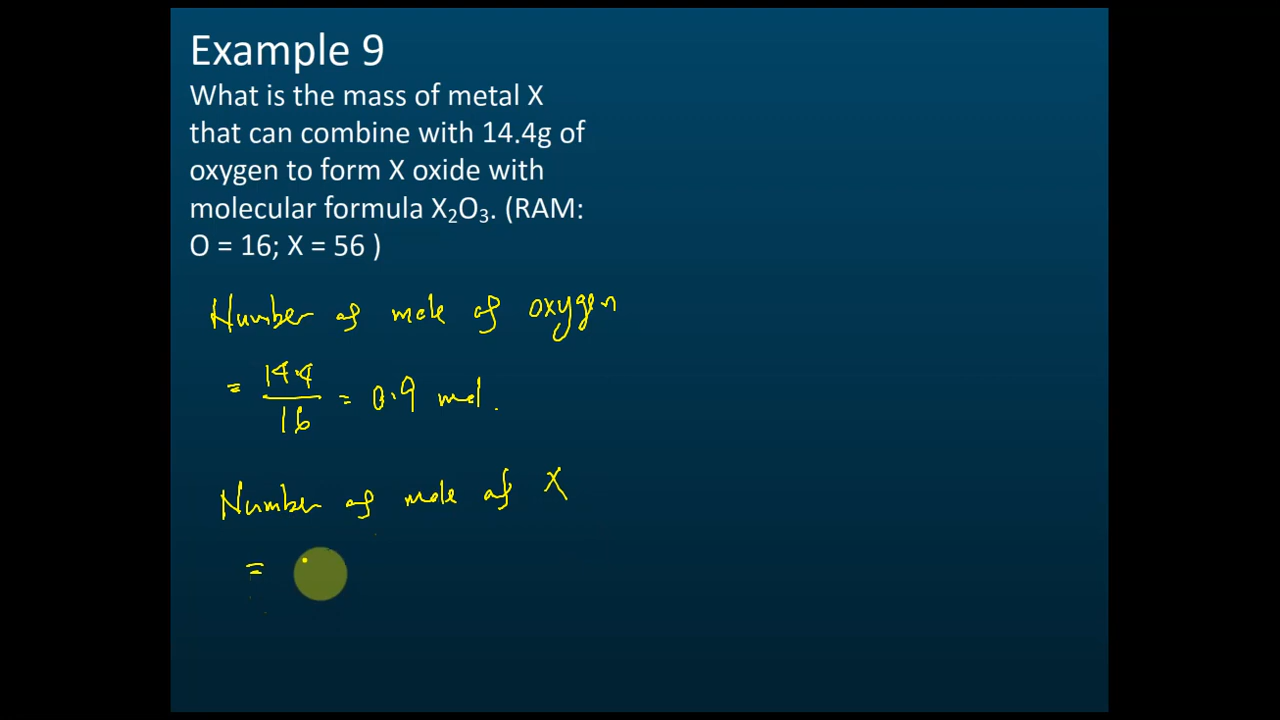 Example 9
What is the mass of metal X
that can combine with 14.4g of
oxygen to form X oxide with
molecular formula X₂O₃. (RAM:
O = 16; X = 56 )
Number of mole of oxygen
= 14.4/16 = 0.9 mol.
Number of mole of X
=